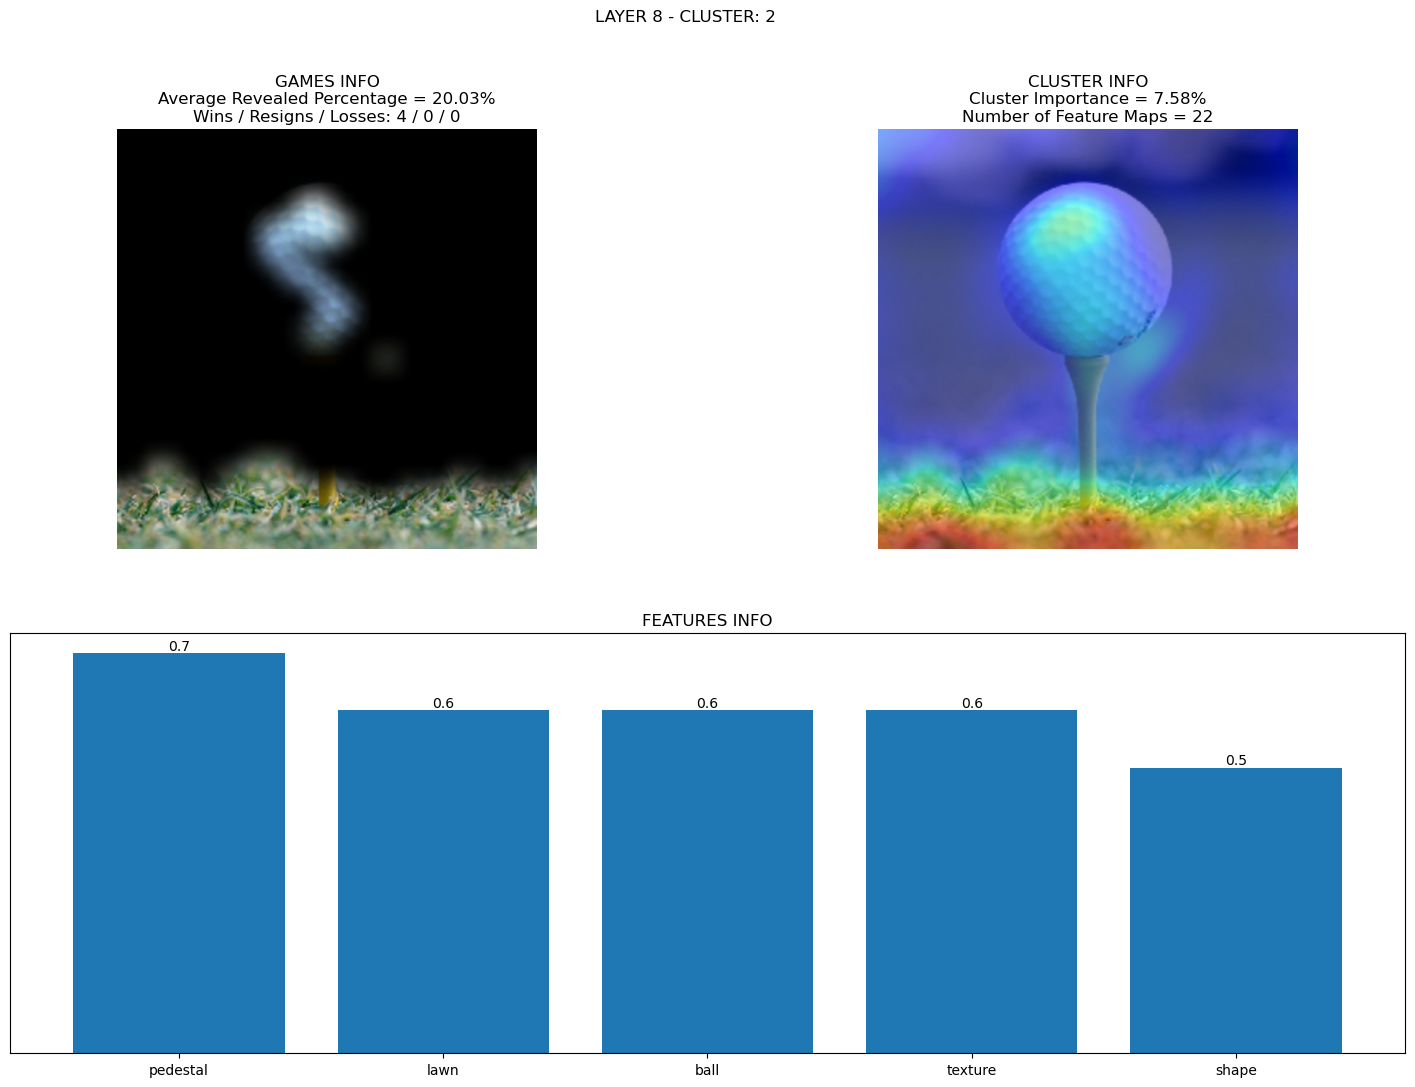 LAYER 8 - CLUSTER: 2
GAMES INFO
Average Revealed Percentage = 20.03%
Wins / Resigns / Losses: 4 / 0 / 0
CLUSTER INFO
Cluster Importance = 7.58%
Number of Feature Maps = 22
FEATURES INFO
0.7
0.6
0.6
0.6
0.5
pedestal
lawn
ball
texture
shape